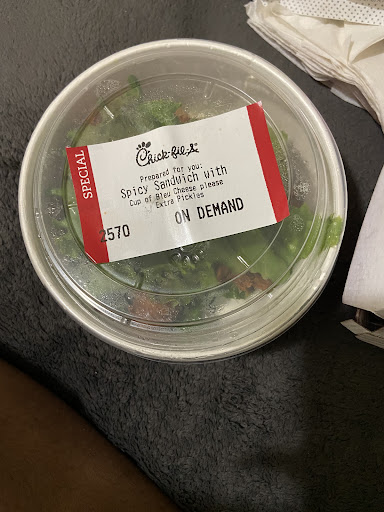 SPECIAL
Chick-fil-A
Prepared for you:
Spicy Sandwich with
Cup of Bleu Cheese please
Extra Pickles
2570 ON DEMAND